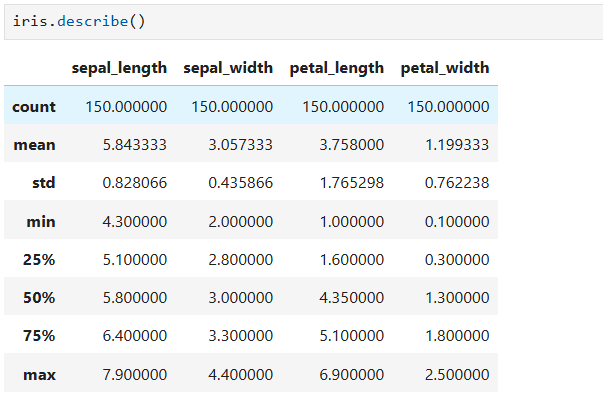 iris.describe()
sepal_length sepal_width petal_length petal_width
count 150.000000 150.000000 150.000000 150.000000
mean 5.843333 3.057333 3.758000 1.199333
std 0.828066 0.435866 1.765298 0.762238
min 4.300000 2.000000 1.000000 0.100000
25% 5.100000 2.800000 1.600000 0.300000
50% 5.800000 3.000000 4.350000 1.300000
75% 6.400000 3.300000 5.100000 1.800000
max 7.900000 4.400000 6.900000 2.500000